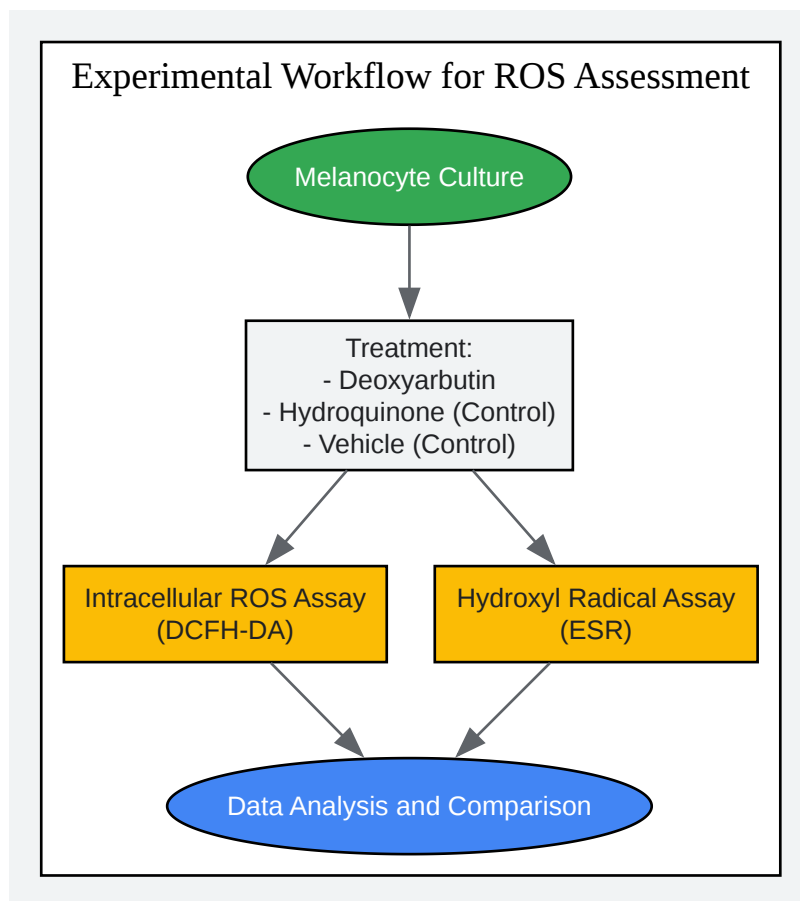 Experimental Workflow for ROS Assessment
Melanocyte Culture
Treatment:
- Deoxyarbutin
- Hydroquinone (Control)
- Vehicle (Control)
Intracellular ROS Assay
(DCFH-DA)
Hydroxyl Radical Assay
(ESR)
Data Analysis and Comparison